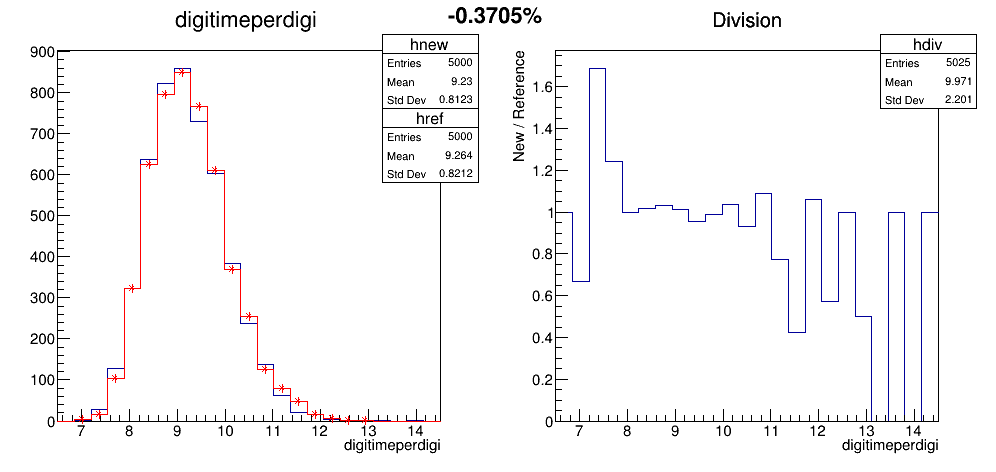 digitimeperdigi
-0.3705%
Division
hnew
Entries 5000
Mean 9.23
Std Dev 0.8123
href
Entries 5000
Mean 9.264
Std Dev 0.8212
900
800
700
600
500
400
300
200
100
0
7 8 9 10 11 12 13 14
digitimeperdigi
hdiv
Entries 5025
Mean 9.971
Std Dev 2.201
New / Reference
1.6
1.4
1.2
1
0.8
0.6
0.4
0.2
0
7 8 9 10 11 12 13 14
digitimeperdigi